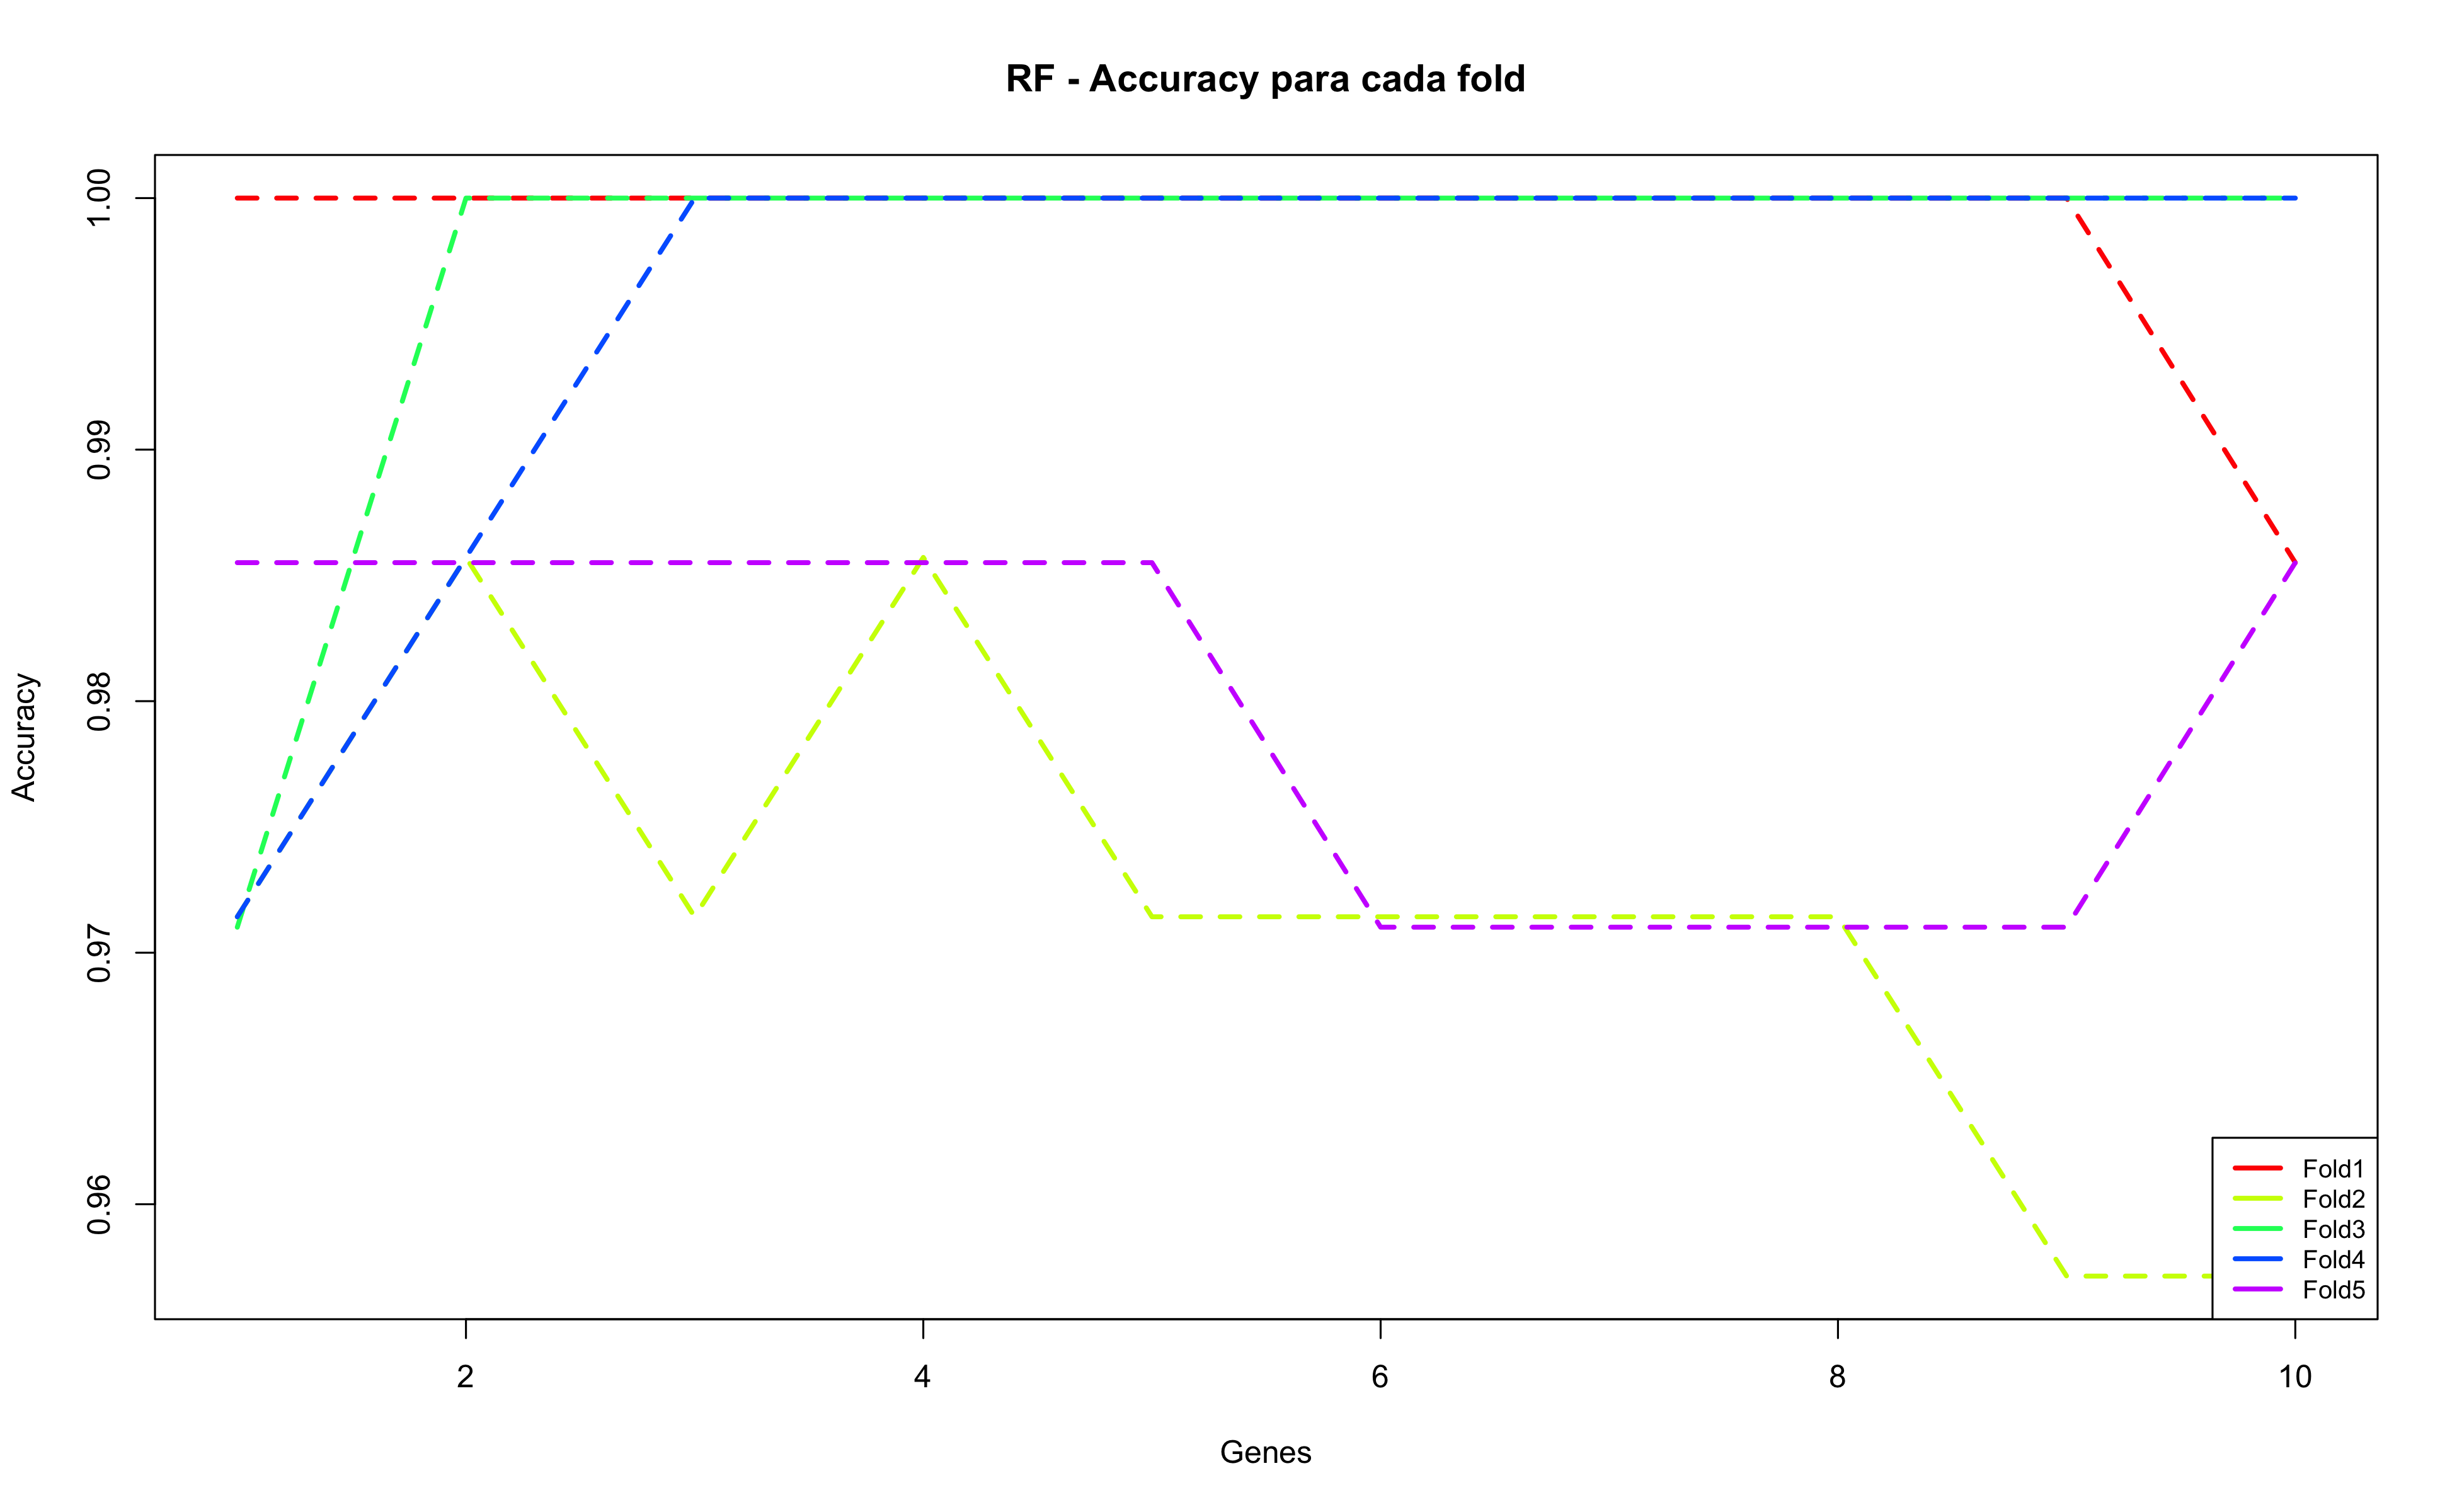 RF - Accuracy para cada fold
1.00
0.99
0.98
0.97
0.96
Accuracy
2 4 6 8 10
Genes
Fold1
Fold2
Fold3
Fold4
Fold5